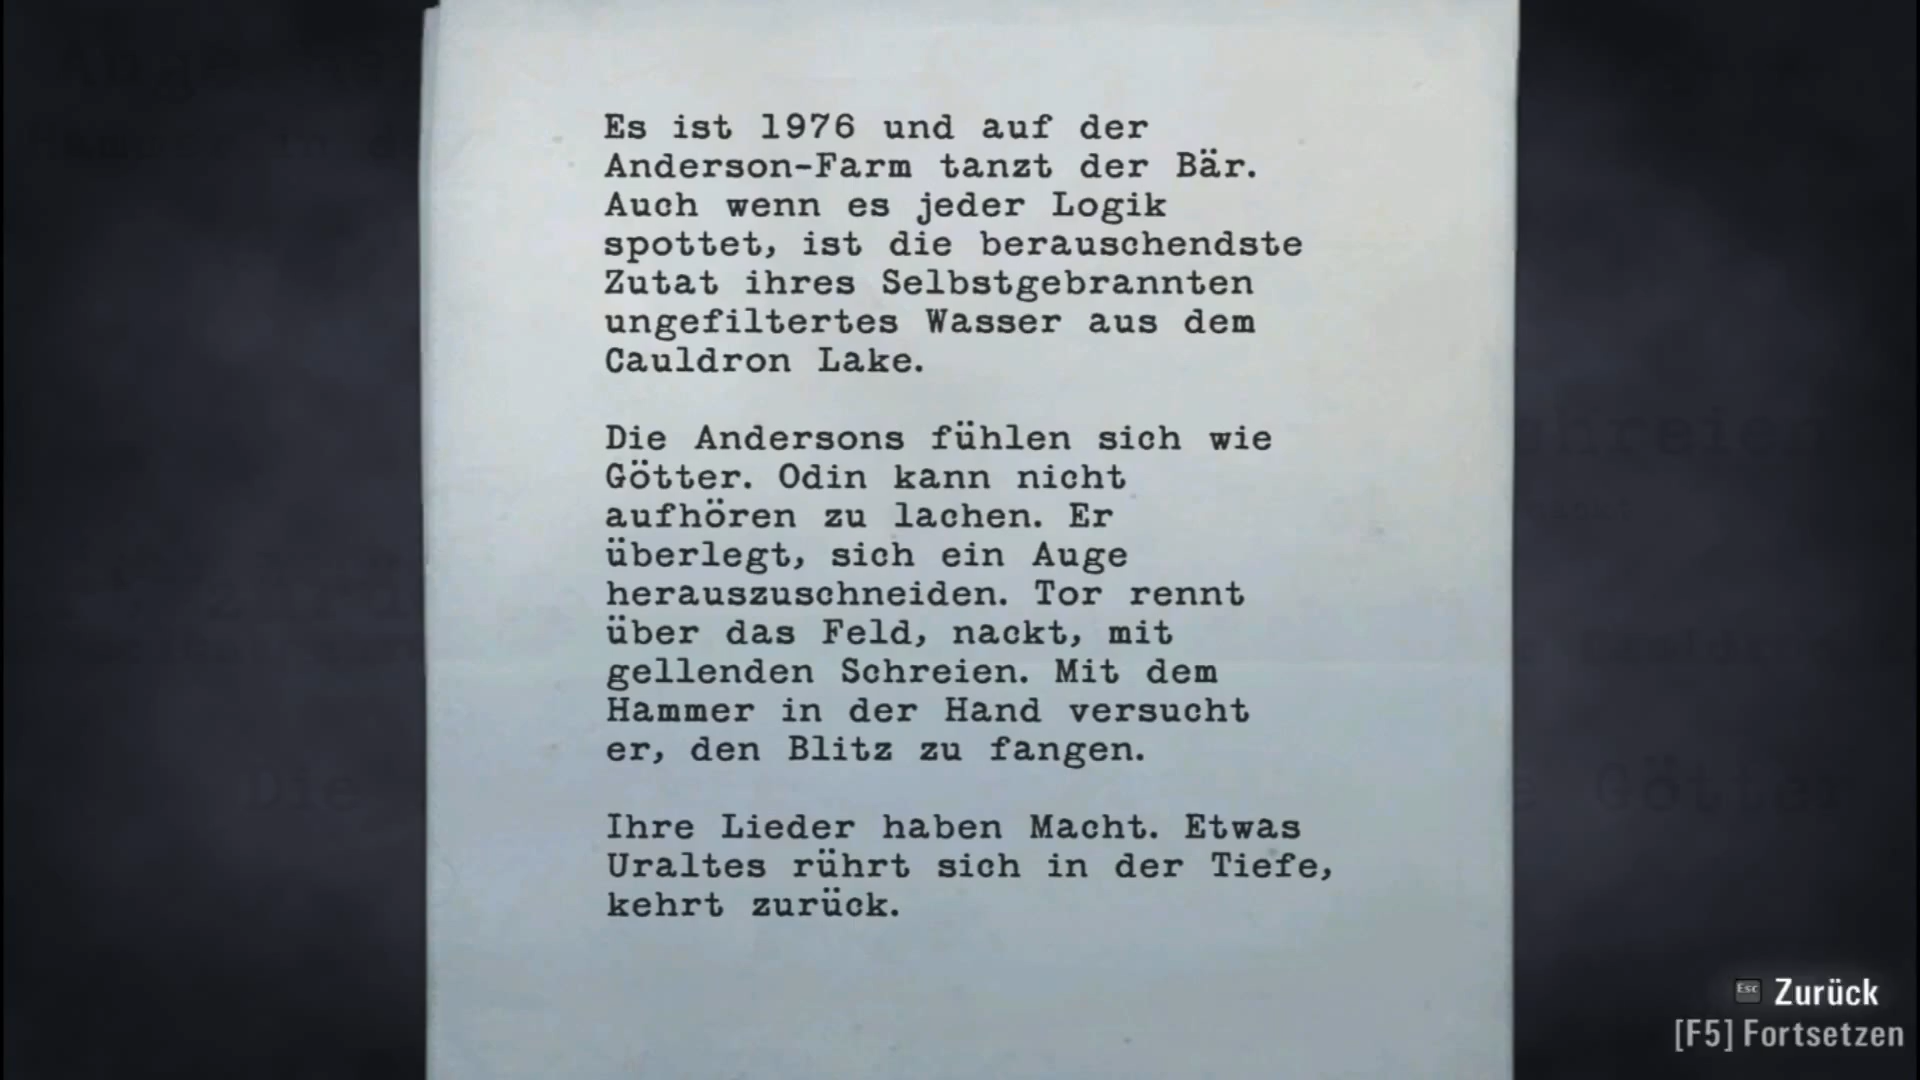 Es ist 1976 und auf der
Anderson-Farm tanzt der Bär.
Auch wenn es jeder Logik
spottet, ist die berauschendste
Zutat ihres Selbstgebrannten
ungefiltertes Wasser aus dem
Cauldron Lake.
Die Andersons fühlen sich wie
Götter. Odin kann nicht
aufhören zu lachen. Er
überlegt, sich ein Auge
herauszuschneiden. Tor rennt
über das Feld, nackt, mit
gellenden Schreien. Mit dem
Hammer in der Hand versucht
er, den Blitz zu fangen.
Ihre Lieder haben Macht. Etwas
Uraltes rührt sich in der Tiefe,
kehrt zurück.
Esc Zurück
[F5] Fortsetzen